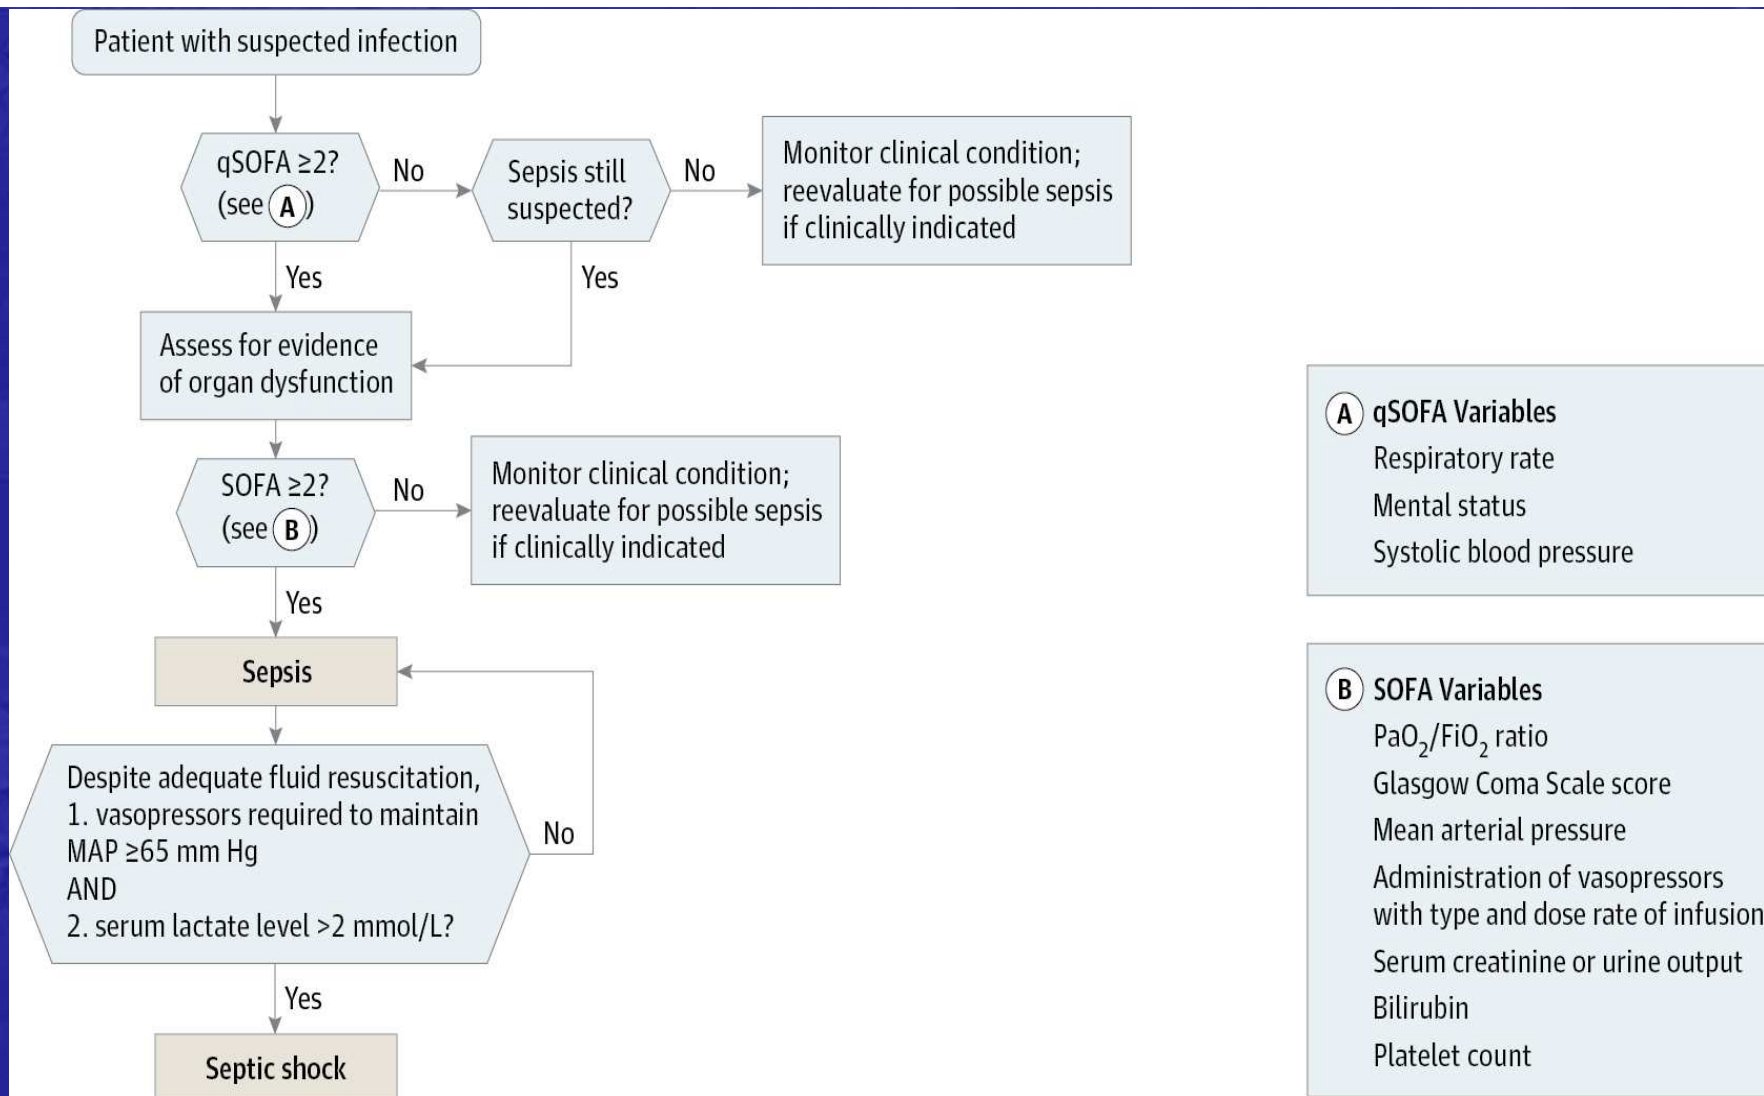 Patient with suspected infection
qSOFA ≥2?
(see A)
No
Sepsis still
suspected?
No
Monitor clinical condition;
reevaluate for possible sepsis
if clinically indicated
Yes
Yes
Assess for evidence
of organ dysfunction
SOFA ≥2?
(see B)
No
Monitor clinical condition;
reevaluate for possible sepsis
if clinically indicated
Yes
Sepsis
Despite adequate fluid resuscitation,
1. vasopressors required to maintain
MAP ≥65 mm Hg
AND
2. serum lactate level >2 mmol/L?
No
Yes
Septic shock
A qSOFA Variables
Respiratory rate
Mental status
Systolic blood pressure
B SOFA Variables
PaO₂/FiO₂ ratio
Glasgow Coma Scale score
Mean arterial pressure
Administration of vasopressors
with type and dose rate of infusion
Serum creatinine or urine output
Bilirubin
Platelet count